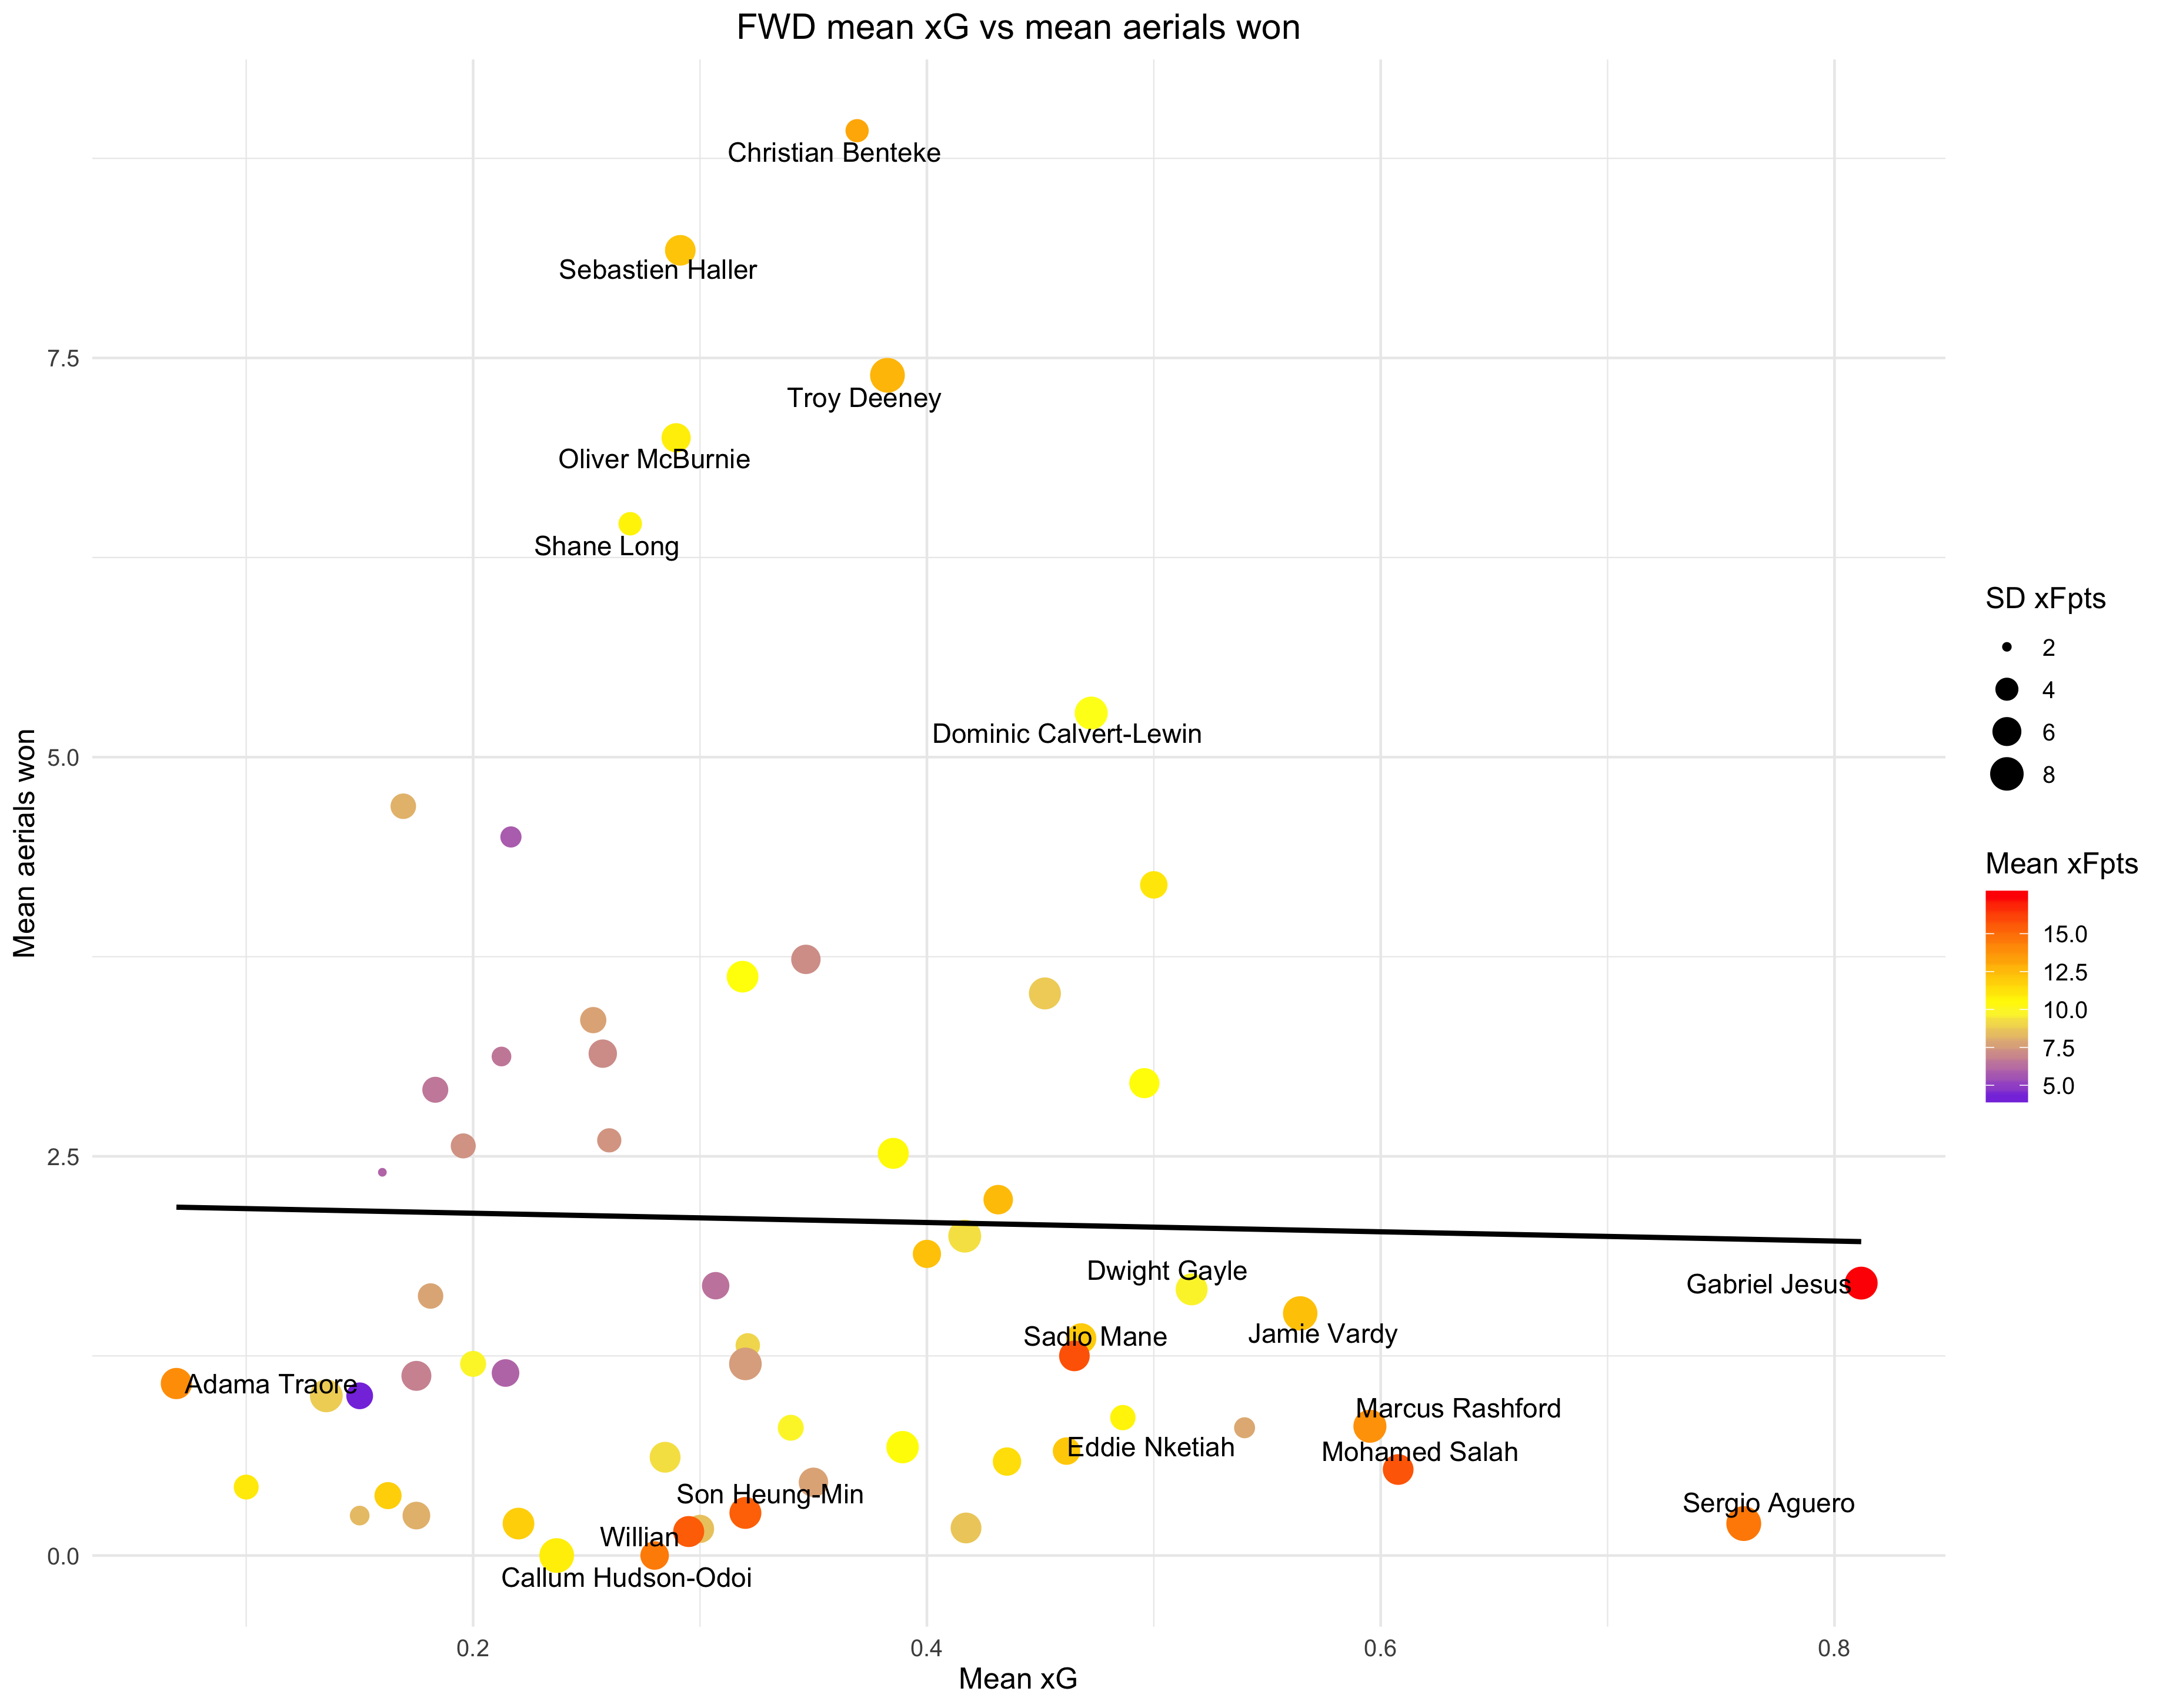 FWD mean xG vs mean aerials won
Christian Benteke
Sebastien Haller
7.5
Troy Deeney
Oliver McBurnie
Shane Long
SD xFpts
2
4
6
8
Dominic Calvert-Lewin
5.0
Mean aerials won
Mean xFpts
15.0
12.5
10.0
7.5
5.0
2.5
Dwight Gayle
Gabriel Jesus
Sadio Mane
Jamie Vardy
Adama Traore
Marcus Rashford
Eddie Nketiah
Mohamed Salah
Son Heung-Min
Sergio Aguero
Willian
0.0
Callum Hudson-Odoi
0.2
0.4
0.6
0.8
Mean xG